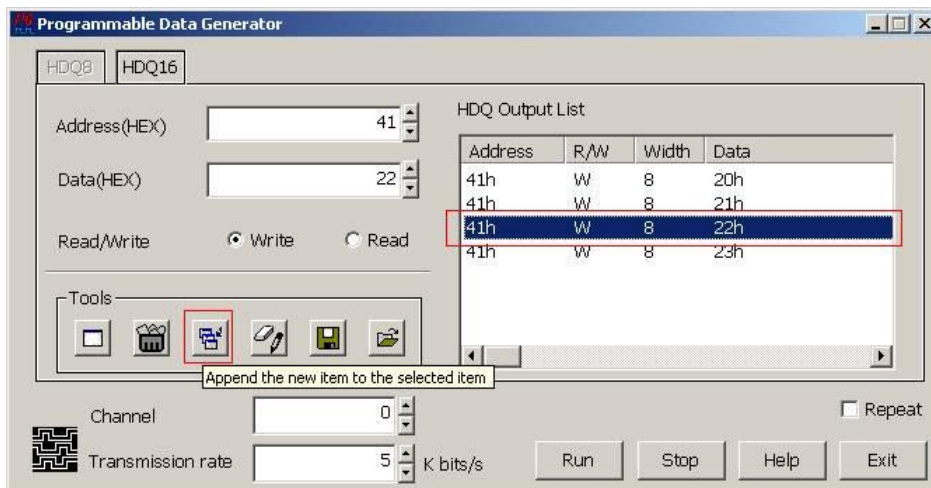 Programmable Data Generator
HDQ8 HDQ16
Address(HEX) 41
Data(HEX) 22
Read/Write Write Read
Tools
Append the new item to the selected item
HDQ Output List
Address R/W Width Data
41h W 8 20h
41h W 8 21h
41h W 8 22h
41h W 8 23h
Channel 0
Repeat
Transmission rate 5 K bits/s
Run Stop Help Exit